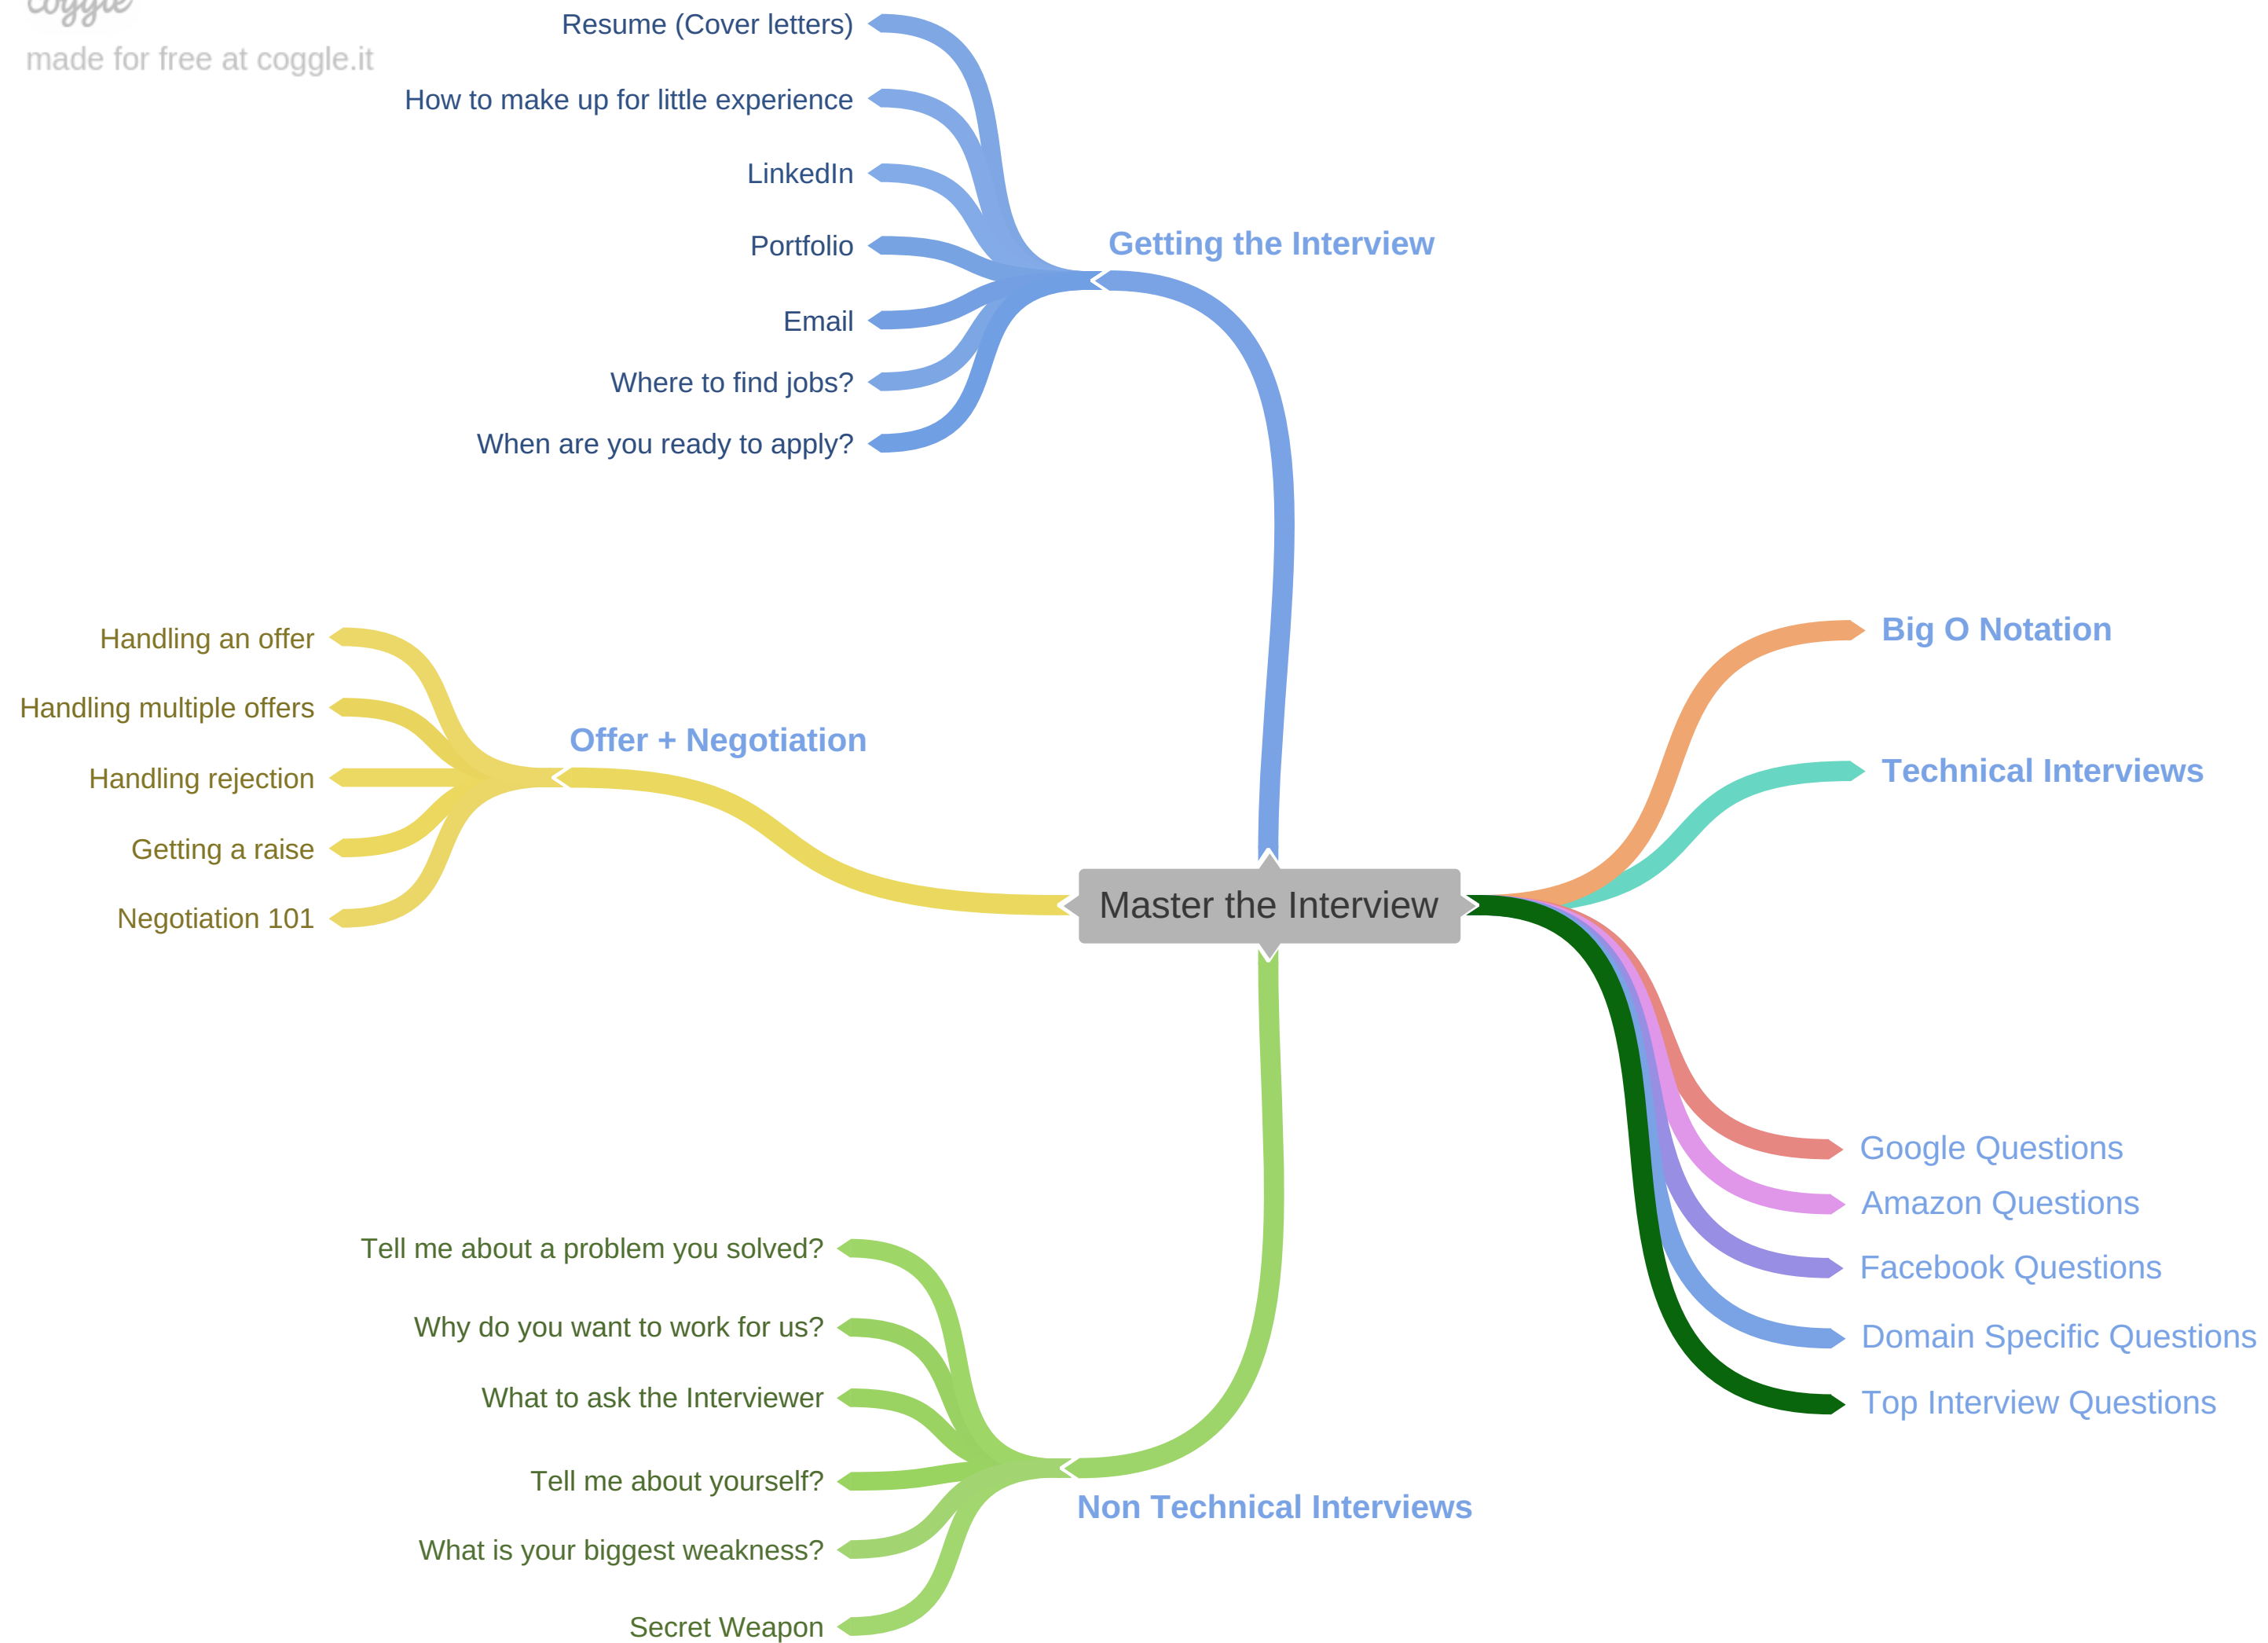 coggle
made for free at coggle.it
Resume (Cover letters)
How to make up for little experience
LinkedIn
Portfolio
Email
Where to find jobs?
When are you ready to apply?
Getting the Interview
Handling an offer
Handling multiple offers
Handling rejection
Getting a raise
Negotiation 101
Offer + Negotiation
Master the Interview
Big O Notation
Technical Interviews
Google Questions
Amazon Questions
Facebook Questions
Domain Specific Questions
Top Interview Questions
Tell me about a problem you solved?
Why do you want to work for us?
What to ask the Interviewer
Tell me about yourself?
What is your biggest weakness?
Secret Weapon
Non Technical Interviews